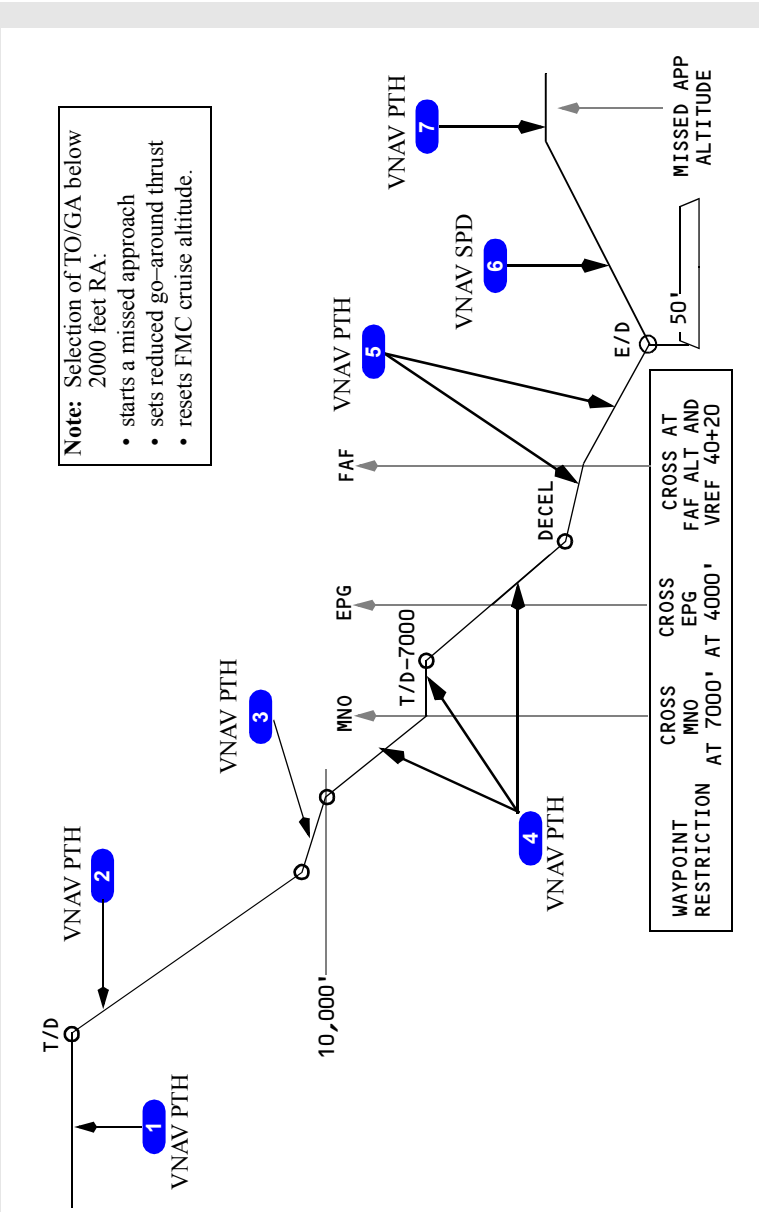 Note: Selection of TO/GA below
2000 feet RA:
• starts a missed approach
• sets reduced go–around thrust
• resets FMC cruise altitude.
T/D
1
VNAV PTH
VNAV PTH
2
10,000'
VNAV PTH
3
4
VNAV PTH
MNO
T/D-7000
EPG
DECEL
FAF
VNAV PTH
5
E/D
50'
VNAV SPD
6
VNAV PTH
7
MISSED APP
ALTITUDE
WAYPOINT
RESTRICTION
CROSS
MNO
AT 7000'
CROSS
EPG
AT 4000'
CROSS AT
FAF ALT AND
VREF 40+20